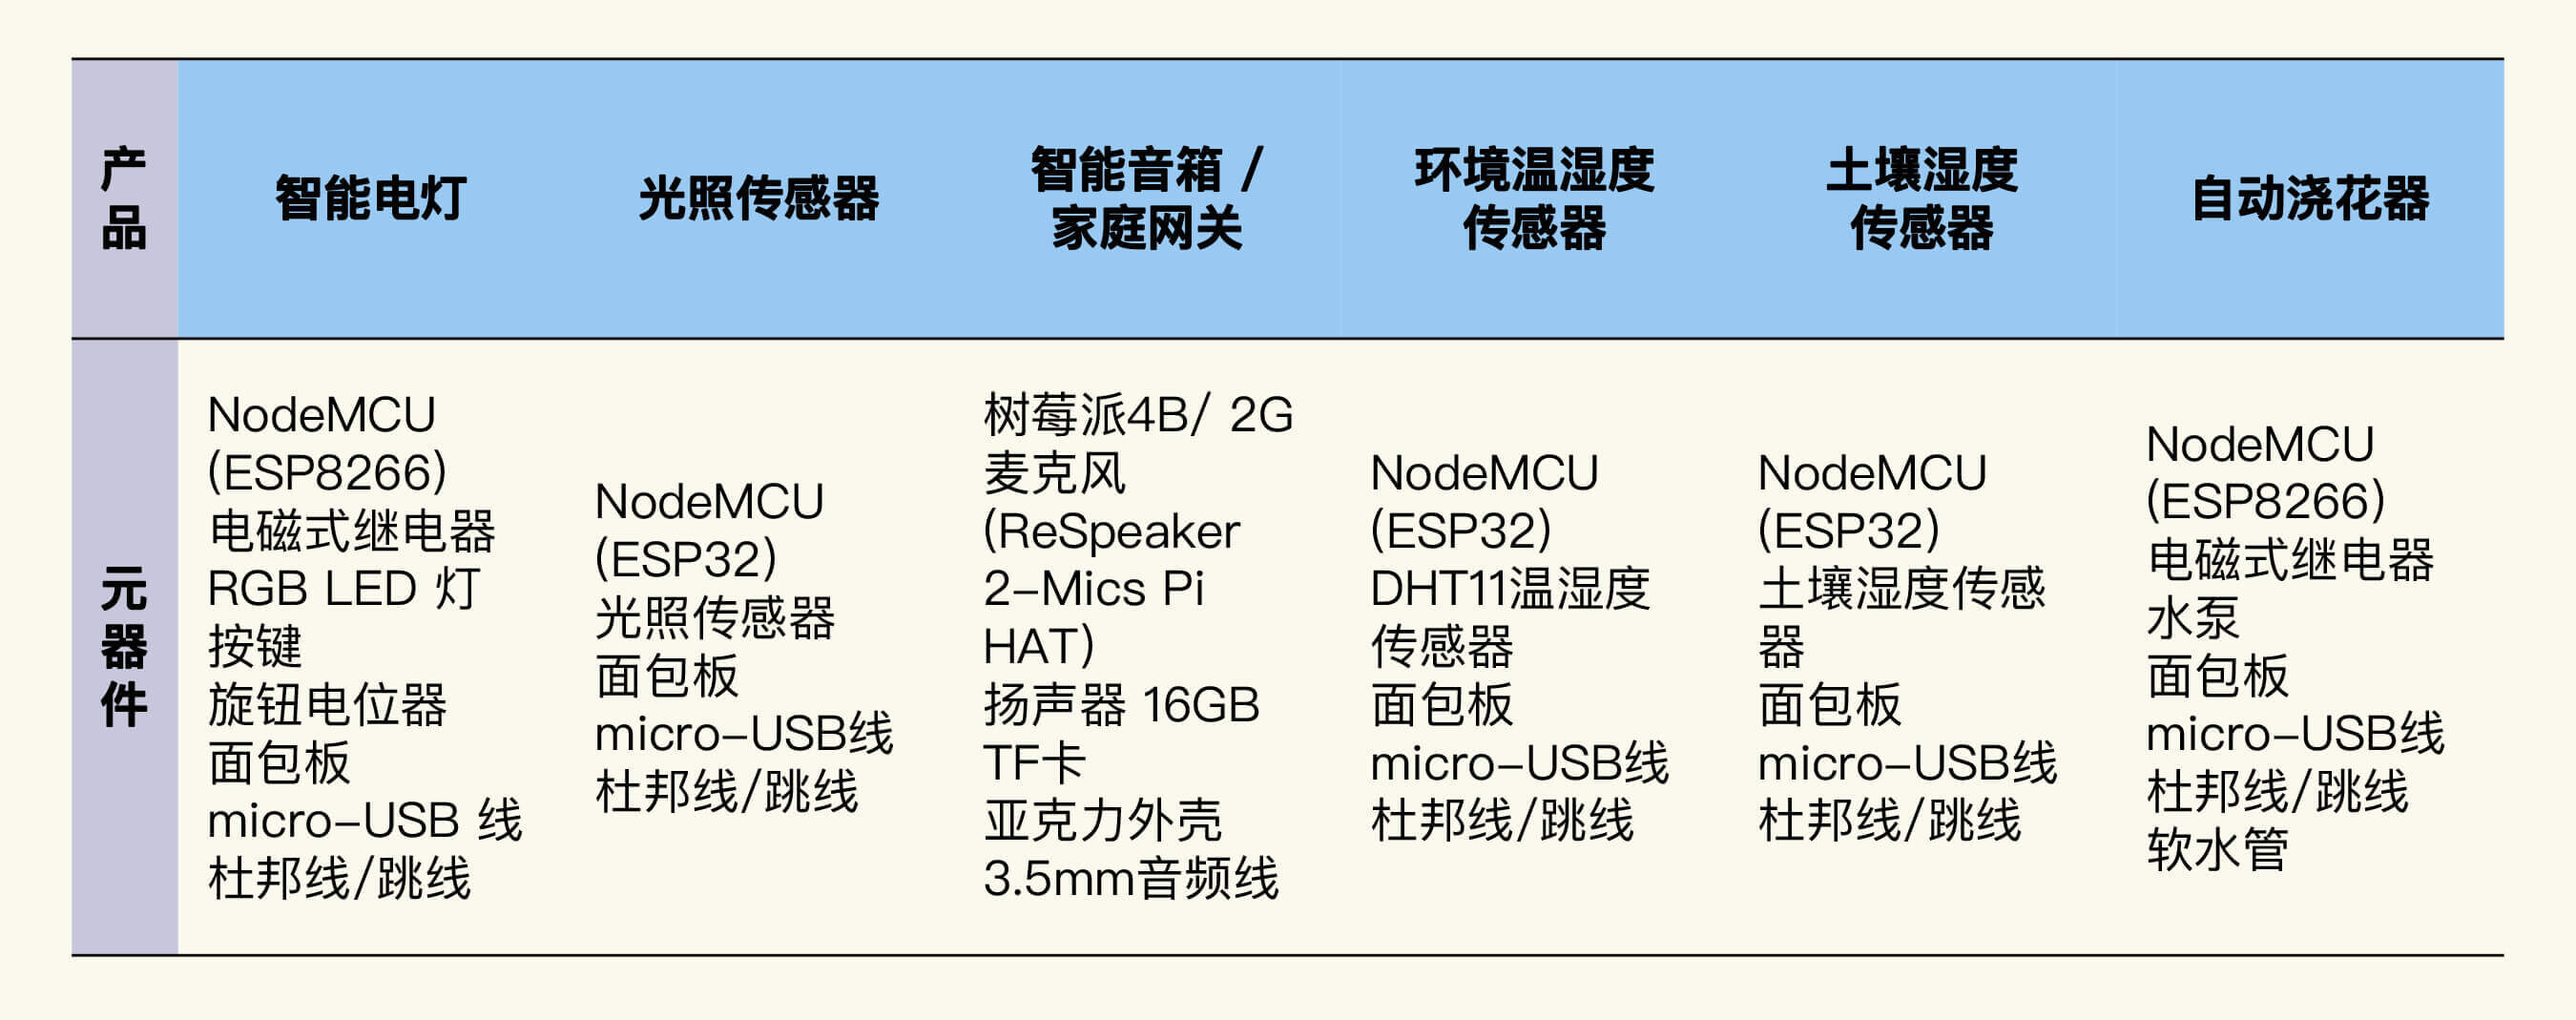 产
品
智能电灯
光照传感器
智能音箱 /
家庭网关
环境温湿度
传感器
土壤湿度
传感器
自动浇花器
元
器
件
NodeMCU
(ESP8266)
电磁式继电器
RGB LED 灯
按键
旋钮电位器
面包板
micro-USB 线
杜邦线/跳线
NodeMCU
(ESP32)
光照传感器
面包板
micro-USB线
杜邦线/跳线
树莓派4B/ 2G
麦克风
(ReSpeaker
2-Mics Pi
HAT)
扬声器 16GB
TF卡
亚克力外壳
3.5mm音频线
NodeMCU
(ESP32)
DHT11温湿度
传感器
面包板
micro-USB线
杜邦线/跳线
NodeMCU
(ESP32)
土壤湿度传感
器
面包板
micro-USB线
杜邦线/跳线
NodeMCU
(ESP8266)
电磁式继电器
水泵
面包板
micro-USB线
杜邦线/跳线
软水管